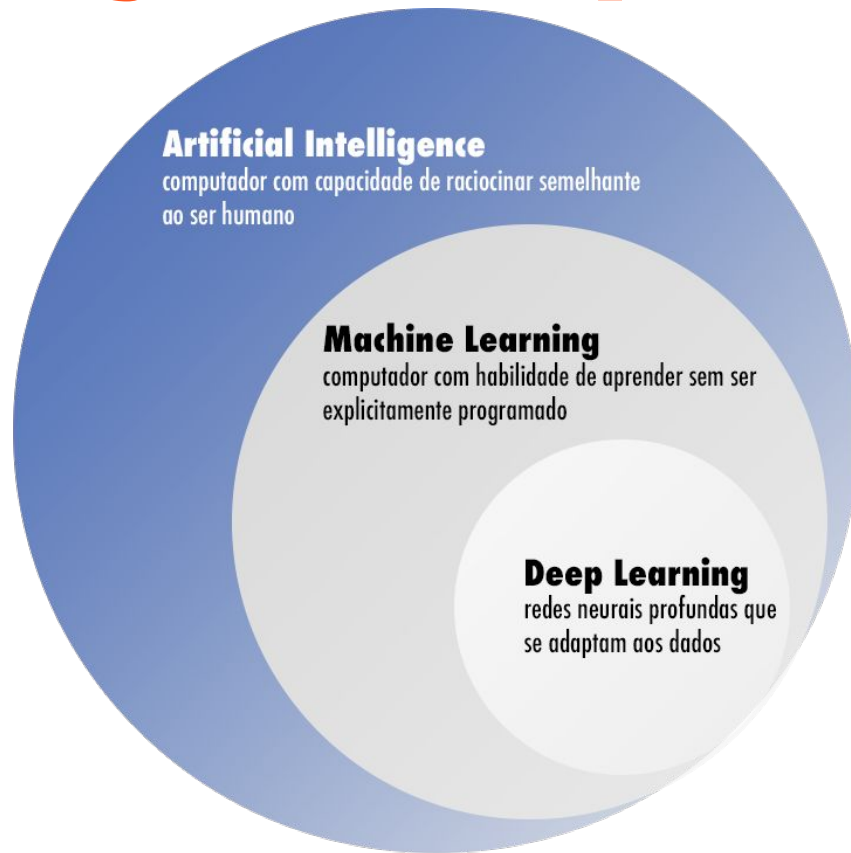 Artificial Intelligence
computador com capacidade de raciocinar semelhante
ao ser humano
Machine Learning
computador com habilidade de aprender sem ser
explicitamente programado
Deep Learning
redes neurais profundas que
se adaptam aos dados